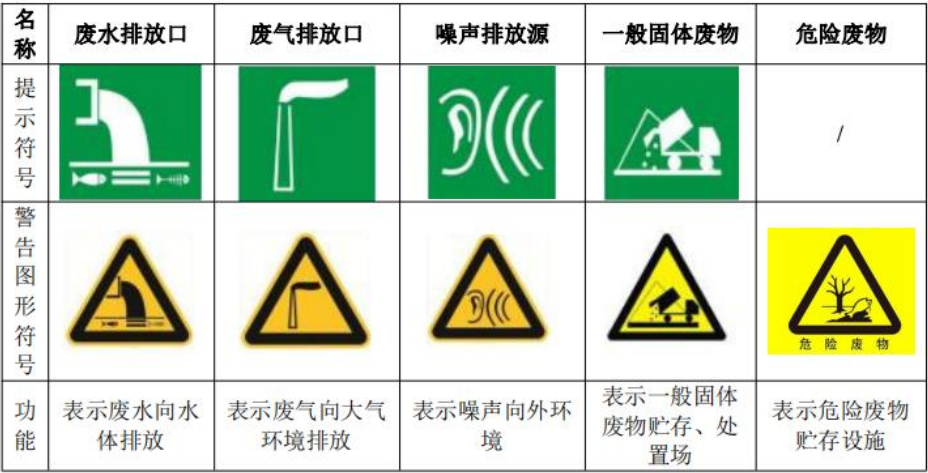 名称
废水排放口
废气排放口
噪声排放源
一般固体废物
危险废物
提示符号
/
警告图形符号
危险废物
功能
表示废水向水
体排放
表示废气向大气
环境排放
表示噪声向外环
境
表示一般固体
废物贮存、处
置场
表示危险废物
贮存设施